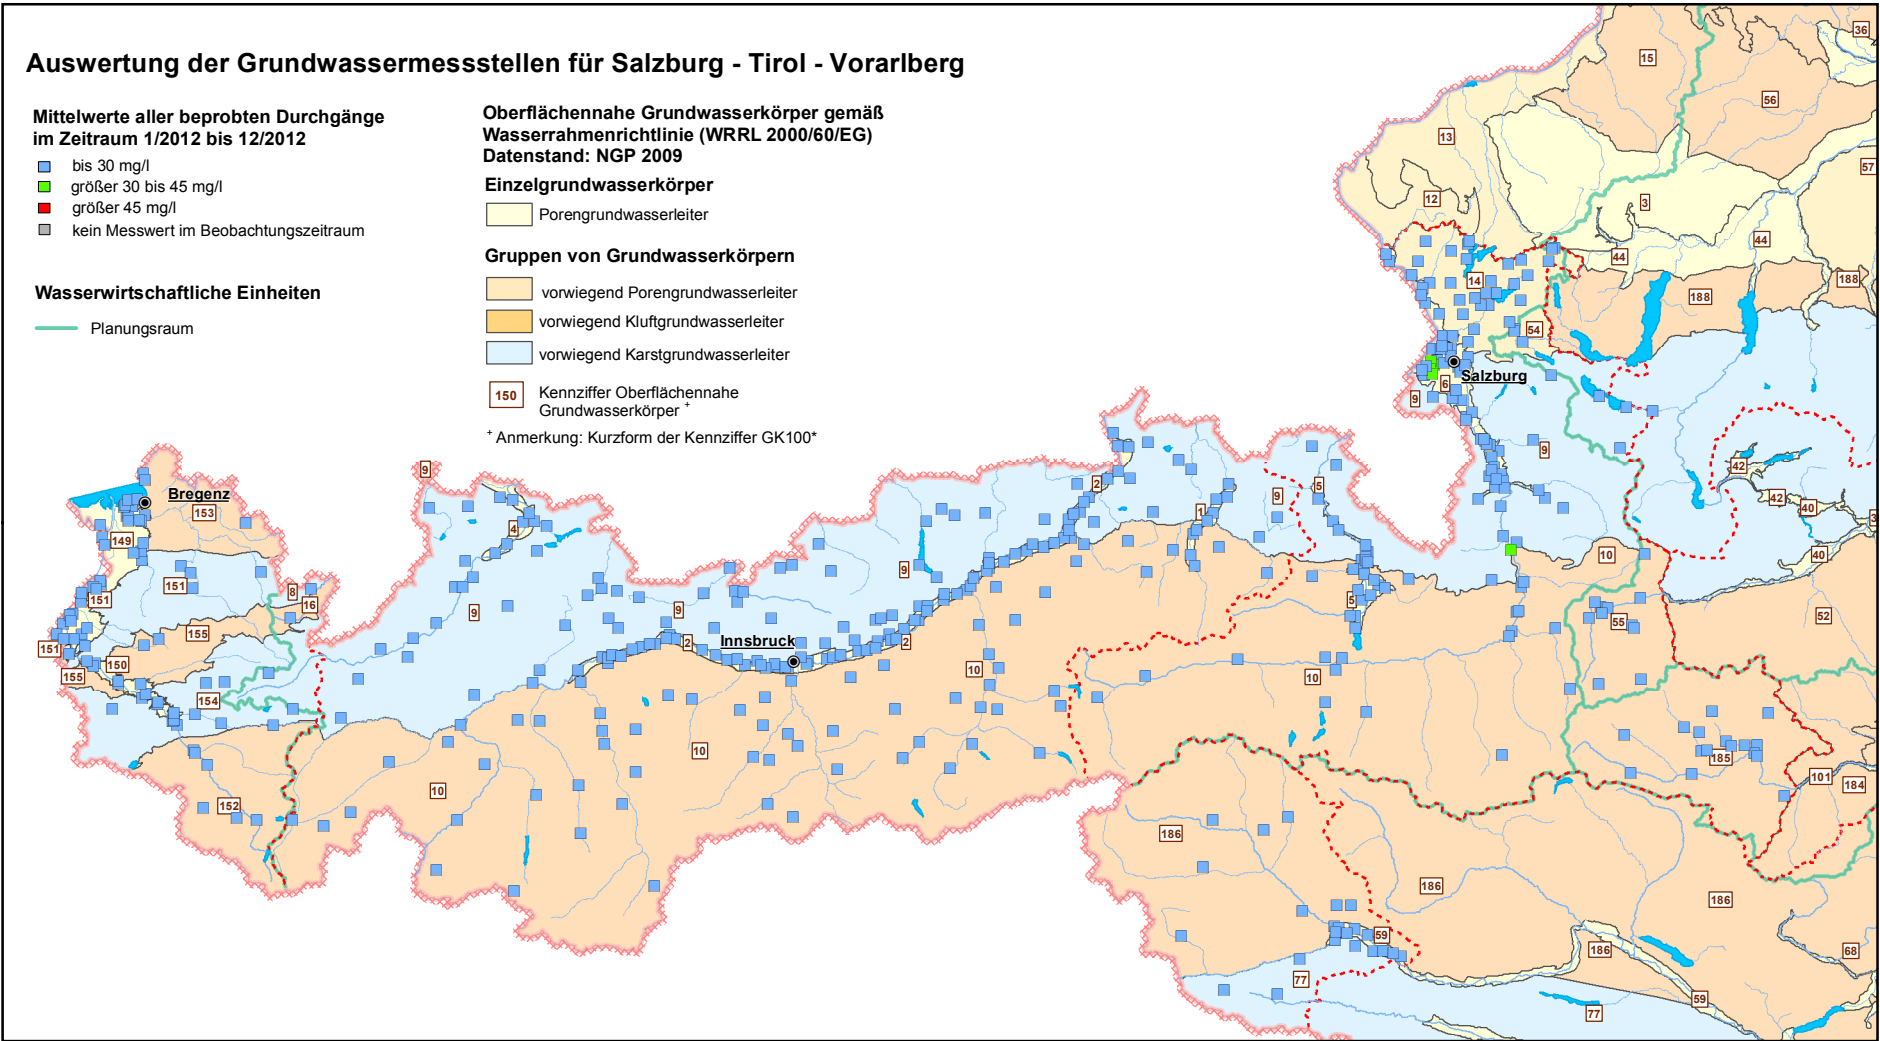 Auswertung der Grundwassermessstellen für Salzburg - Tirol - Vorarlberg
Mittelwerte aller beprobten Durchgänge
im Zeitraum 1/2012 bis 12/2012
bis 30 mg/l
größer 30 bis 45 mg/l
größer 45 mg/l
kein Messwert im Beobachtungszeitraum
Wasserwirtschaftliche Einheiten
Planungsraum
Oberflächennahe Grundwasserkörper gemäß
Wasserrahmenrichtlinie (WRRL 2000/60/EG)
Datenstand: NGP 2009
Einzelgrundwasserkörper
Porengrundwasserleiter
Gruppen von Grundwasserkörpern
vorwiegend Porengrundwasserleiter
vorwiegend Kluftgrundwasserleiter
vorwiegend Karstgrundwasserleiter
150 Kennziffer Oberflächennahe
Grundwasserkörper +
+ Anmerkung: Kurzform der Kennziffer GK100*
36
15
56
13
57
12
3
44
44
14
188
188
54
Salzburg
6
9
9
42
42
40
40
10
52
55
9
2
9
5
1
4
9
9
9
5
2
2
Innsbruck
10
10
10
10
Bregenz
153
149
151
151
8
16
155
151
150
155
154
152
185
101
184
186
186
186
186
59
77
77
59
68